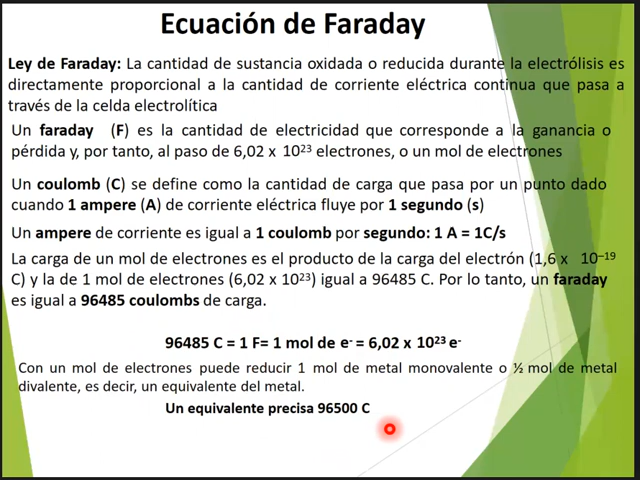 Ecuación de Faraday
Ley de Faraday: La cantidad de sustancia oxidada o reducida durante la electrólisis es
directamente proporcional a la cantidad de corriente eléctrica continua que pasa a
través de la celda electrolítica
Un faraday (F) es la cantidad de electricidad que corresponde a la ganancia o
pérdida y, por tanto, al paso de 6,02 x 10²³ electrones, o un mol de electrones
Un coulomb (C) se define como la cantidad de carga que pasa por un punto dado
cuando 1 ampere (A) de corriente eléctrica fluye por 1 segundo (s)
Un ampere de corriente es igual a 1 coulomb por segundo: 1 A = 1C/s
La carga de un mol de electrones es el producto de la carga del electrón (1,6 x 10⁻¹⁹
C) y la de 1 mol de electrones (6,02 x 10²³) igual a 96485 C. Por lo tanto, un faraday
es igual a 96485 coulombs de carga.
96485 C = 1 F= 1 mol de e⁻ = 6,02 x 10²³ e⁻
Con un mol de electrones puede reducir 1 mol de metal monovalente o ½ mol de metal
divalente, es decir, un equivalente del metal.
Un equivalente precisa 96500 C